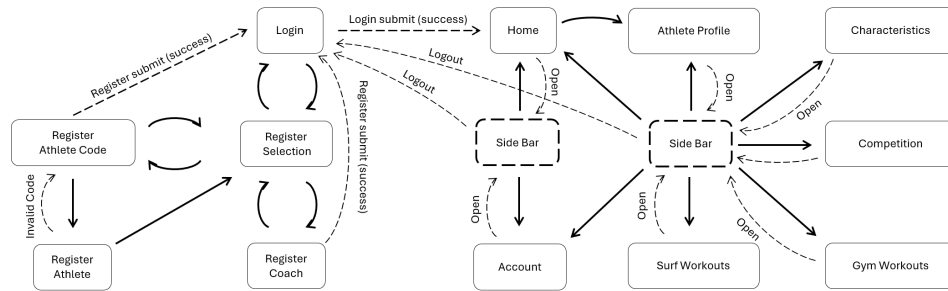 Login
Login submit (success)
Home
Athlete Profile
Characteristics
Register submit (success)
Logout
Logout
Open
Open
Open
Register
Athlete Code
Register
Selection
Register submit (success)
Side Bar
Side Bar
Competition
Invalid Code
Open
Open
Open
Register
Athlete
Register
Coach
Account
Surf Workouts
Gym Workouts